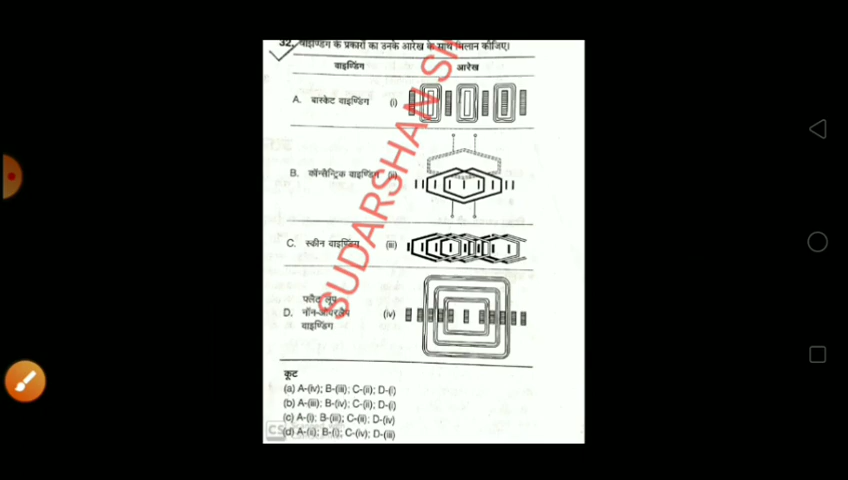 32. वाइण्डिंग के प्रकारों का उनके आरेख के साथ मिलान कीजिए।
वाइण्डिंग आरेख
A. बास्केट वाइण्डिंग (i)
B. कॉन्सैन्ट्रिक वाइण्डिंग (ii)
C. स्कीन वाइण्डिंग (iii)
फ्लैट लूप
D. नॉन-ओवरलैप (iv)
वाइण्डिंग
कूट
(a) A-(iv); B-(iii); C-(ii); D-(i)
(b) A-(iii); B-(iv); C-(ii); D-(i)
(c) A-(i); B-(iii); C-(ii); D-(iv)
(d) A-(ii); B-(i); C-(iv); D-(iii)
SUDARSHAN
CS